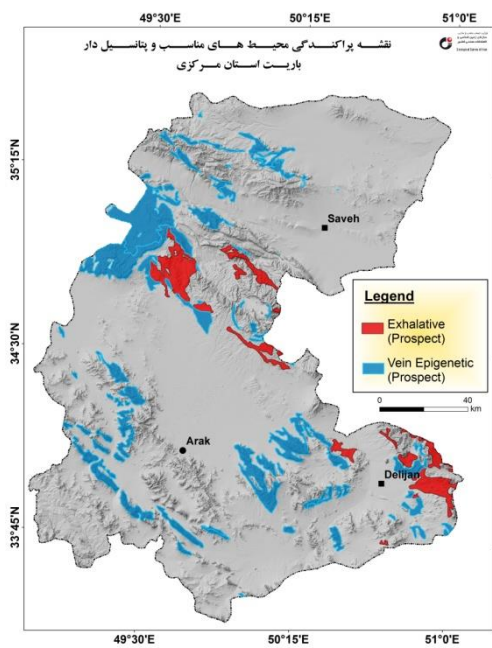 49°30'E 50°15'E 51°0'E
نقشه پراکندگی محیط های مناسب و پتانسیل دار
باریت استان مرکزی
35°15'N
Saveh
Legend
Exhalative
(Prospect)
Vein Epigenetic
(Prospect)
34°30'N
0 20 40
km
Arak
Delijan
33°45'N
49°30'E 50°15'E 51°0'E